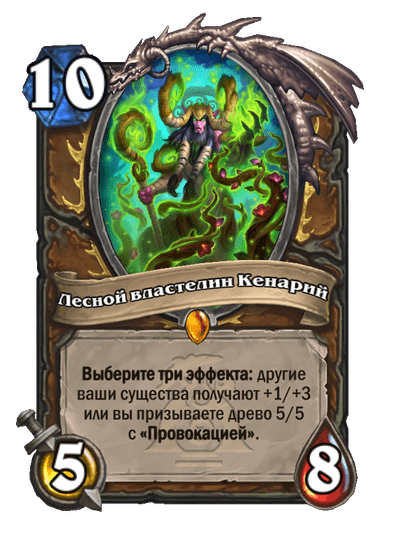 10
Лесной властелин Кенарий
Выберите три эффекта: другие
ваши существа получают +1/+3
или вы призываете древо 5/5
с «Провокацией».
5
8